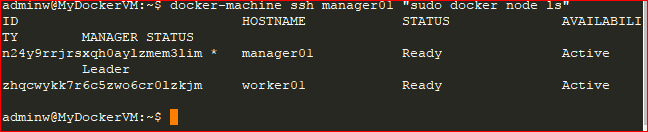 adminw@MyDockerVM:~$ docker-machine ssh manager01 "sudo docker node ls"
ID HOSTNAME STATUS AVAILABILI
TY MANAGER STATUS
n24y9rrjrsxqh0aylzmem3lim * manager01 Ready Active
Leader
zhqcwykk7r6c5zwo6cr0lzkjm worker01 Ready Active
adminw@MyDockerVM:~$